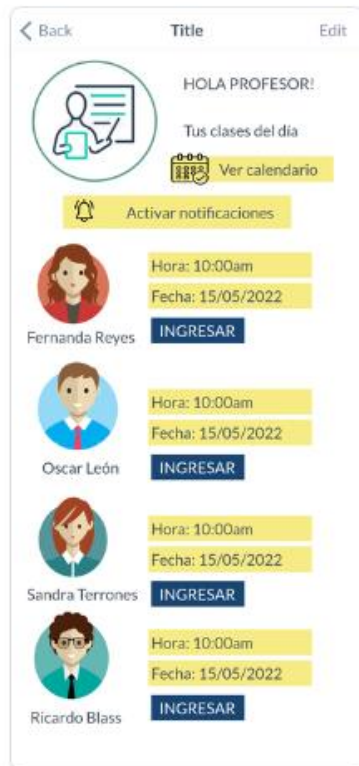 Back Title Edit
HOLA PROFESOR!
Tus clases del día
Ver calendario
Activar notificaciones
Hora: 10:00am
Fecha: 15/05/2022
INGRESAR
Fernanda Reyes
Hora: 10:00am
Fecha: 15/05/2022
INGRESAR
Oscar León
Hora: 10:00am
Fecha: 15/05/2022
INGRESAR
Sandra Terrones
Hora: 10:00am
Fecha: 15/05/2022
INGRESAR
Ricardo Blass